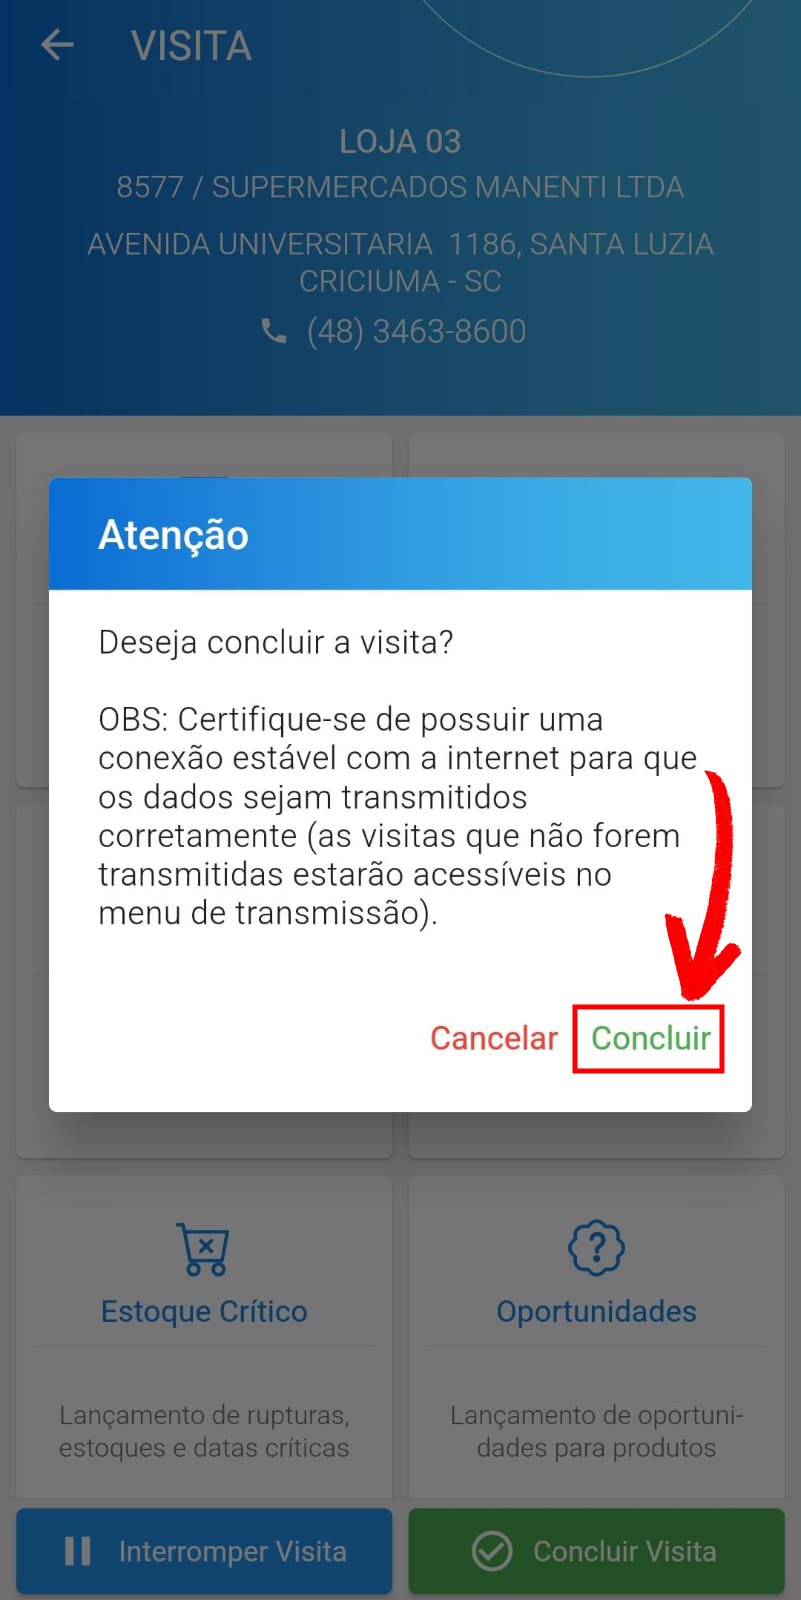 VISITA
LOJA 03
8577 / SUPERMERCADOS MANENTI LTDA
AVENIDA UNIVERSITARIA  1186, SANTA LUZIA
CRICIUMA - SC
(48) 3463-8600
Atenção
Deseja concluir a visita?
OBS: Certifique-se de possuir uma
conexão estável com a internet para que
os dados sejam transmitidos
corretamente (as visitas que não forem
transmitidas estarão acessíveis no
menu de transmissão).
Cancelar
Concluir
Estoque Crítico
Oportunidades
Lançamento de rupturas,
estoques e datas críticas
Lançamento de oportuni-
dades para produtos
Interromper Visita
Concluir Visita